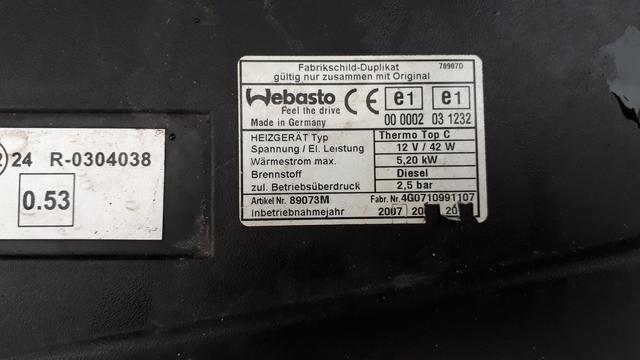 Fabrikschild-Duplikat 70907D
gültig nur zusammen mit Original
Webasto CE e1 e1
Feel the drive
Made in Germany 00 0002 03 1232
HEIZGERÄT Typ Thermo Top C
Spannung / El. Leistung 12 V / 42 W
Wärmestrom max. 5,20 kW
Brennstoff Diesel
zul. Betriebsüberdruck 2,5 bar
Artikel Nr. 89073M Fabr. Nr. 4G0710991107
Inbetriebnahmejahr 2007
24 R-0304038
0.53